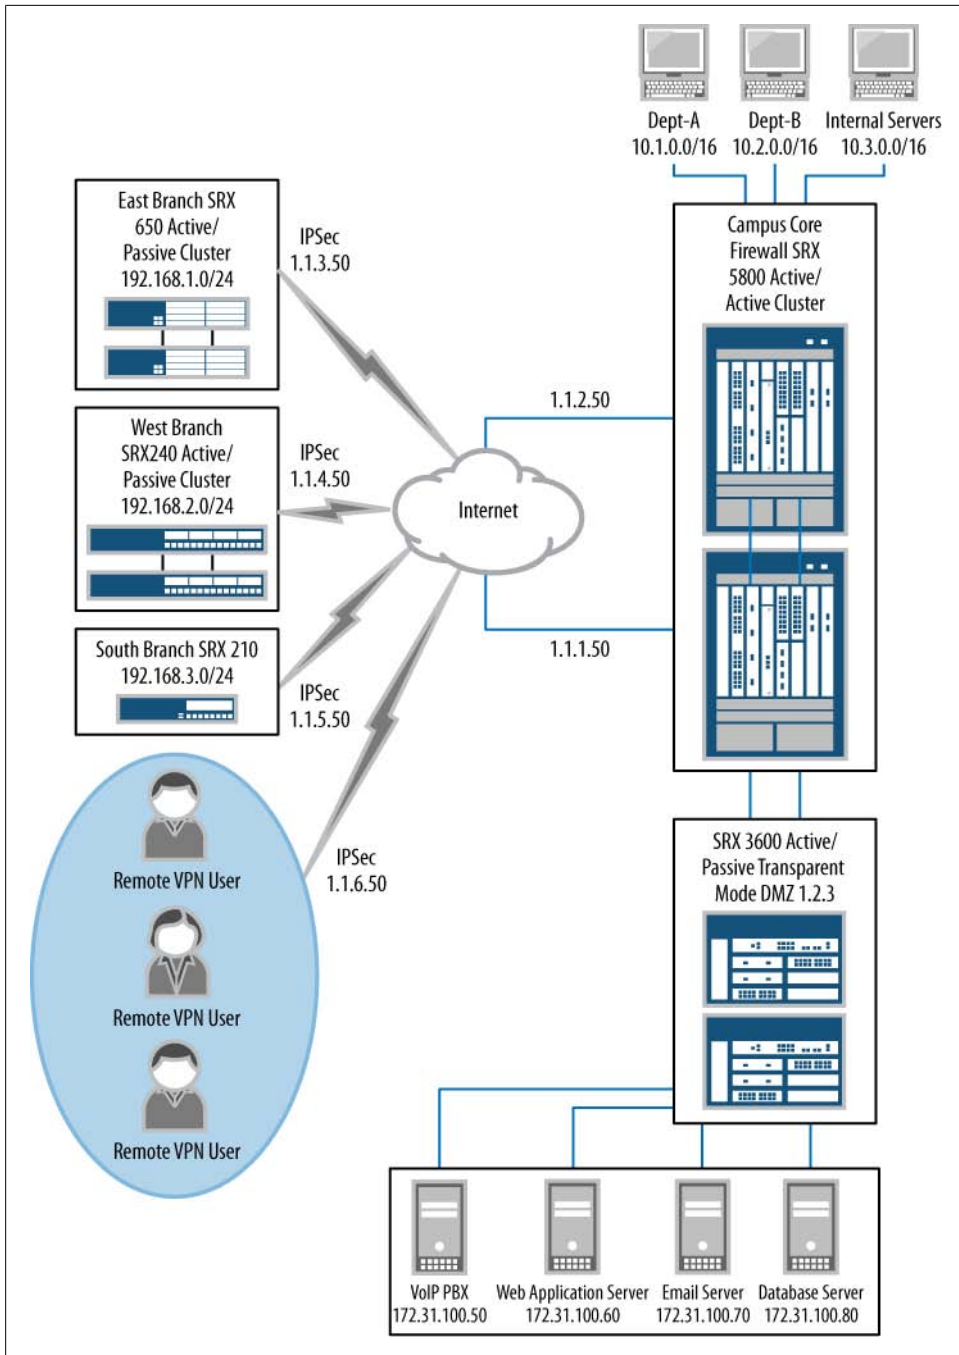 Dept-A
10.1.0.0/16
Dept-B
10.2.0.0/16
Internal Servers
10.3.0.0/16
East Branch SRX
650 Active/
Passive Cluster
192.168.1.0/24
IPSec
1.1.3.50
Campus Core
Firewall SRX
5800 Active/
Active Cluster
West Branch
SRX240 Active/
Passive Cluster
192.168.2.0/24
IPSec
1.1.4.50
1.1.2.50
Internet
South Branch SRX 210
192.168.3.0/24
IPSec
1.1.5.50
1.1.1.50
Remote VPN User
Remote VPN User
Remote VPN User
IPSec
1.1.6.50
SRX 3600 Active/
Passive Transparent
Mode DMZ 1.2.3
VoIP PBX
172.31.100.50
Web Application Server
172.31.100.60
Email Server
172.31.100.70
Database Server
172.31.100.80